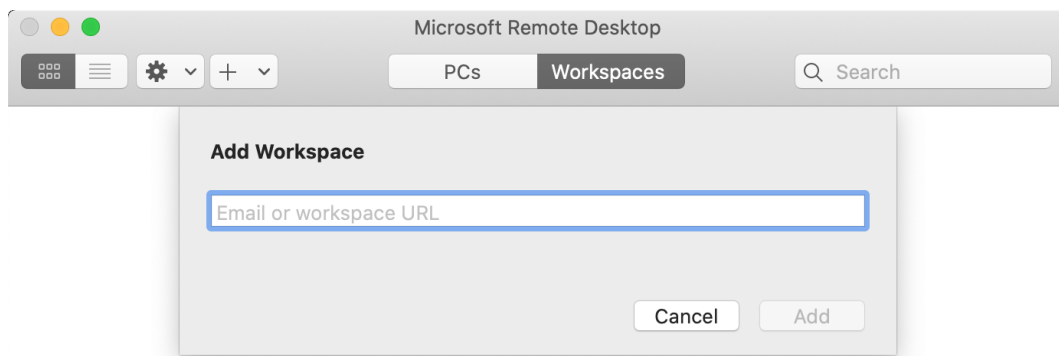 Microsoft Remote Desktop
PCs Workspaces Search
Add Workspace
Email or workspace URL
Cancel Add